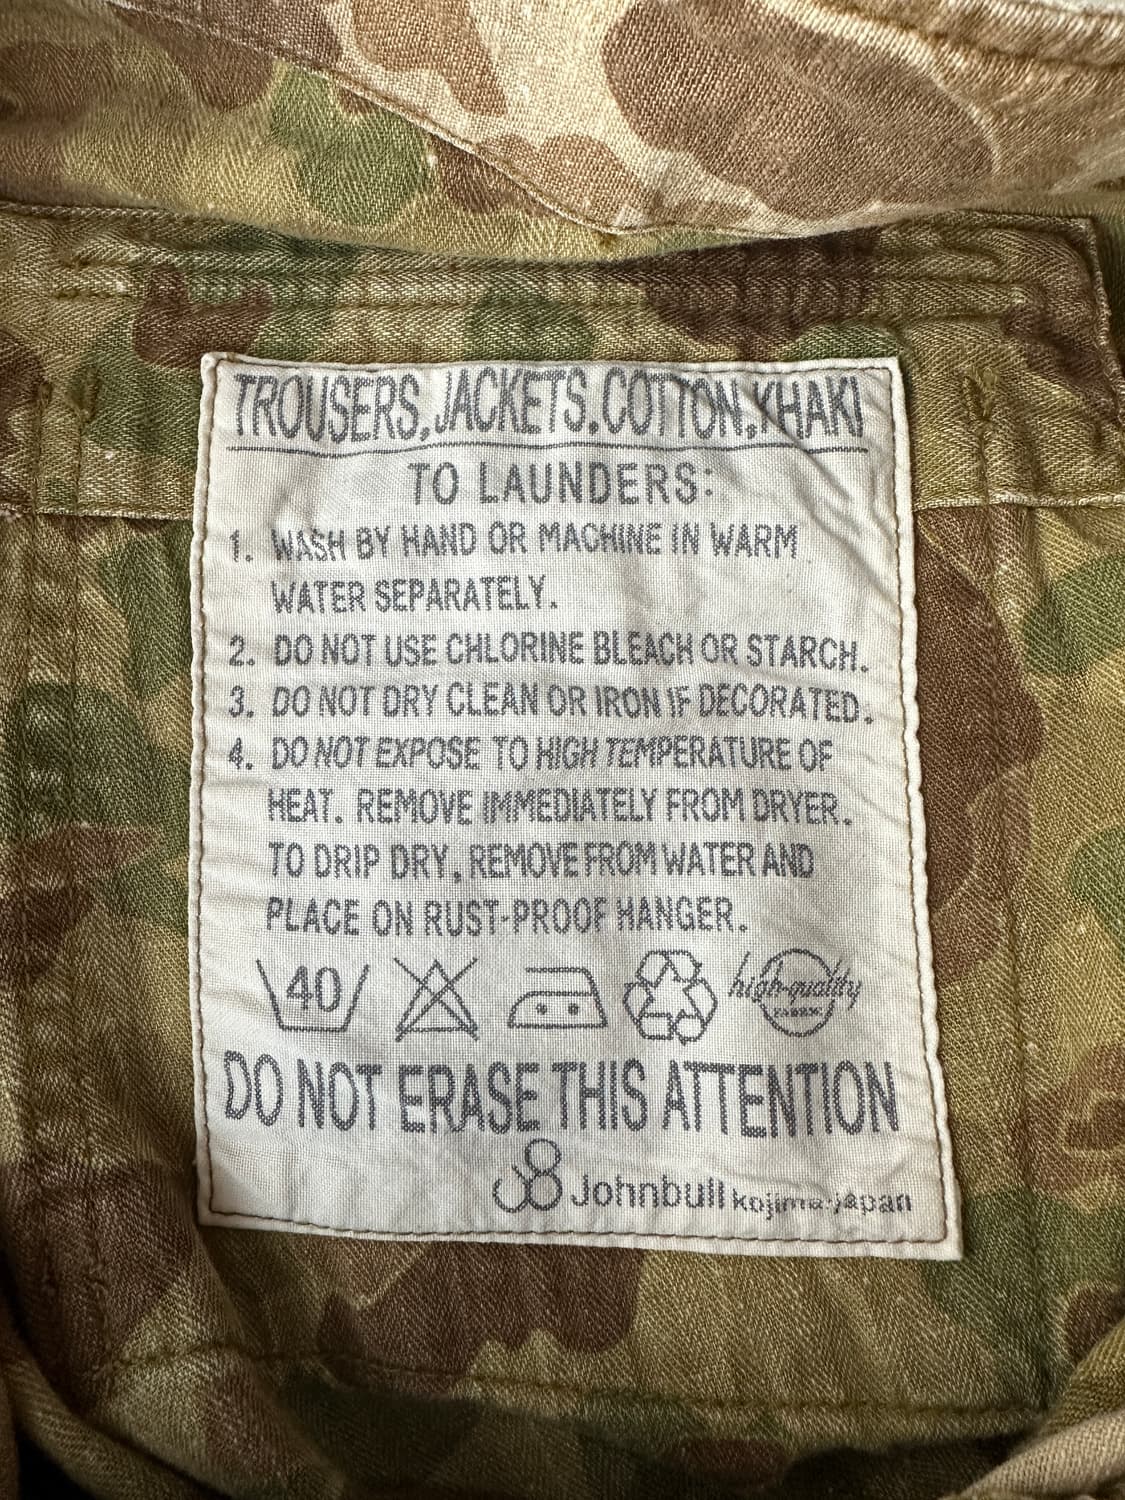 TROUSERS,JACKETS.COTTON,KHAKI
TO LAUNDERS:
1. WASH BY HAND OR MACHINE IN WARM
WATER SEPARATELY.
2. DO NOT USE CHLORINE BLEACH OR STARCH.
3. DO NOT DRY CLEAN OR IRON IF DECORATED.
4. DO NOT EXPOSE TO HIGH TEMPERATURE OF
HEAT. REMOVE IMMEDIATELY FROM DRYER.
TO DRIP DRY, REMOVE FROM WATER AND
PLACE ON RUST-PROOF HANGER.
40 high-quality
FABRIC
DO NOT ERASE THIS ATTENTION
Johnbull kojima-japan